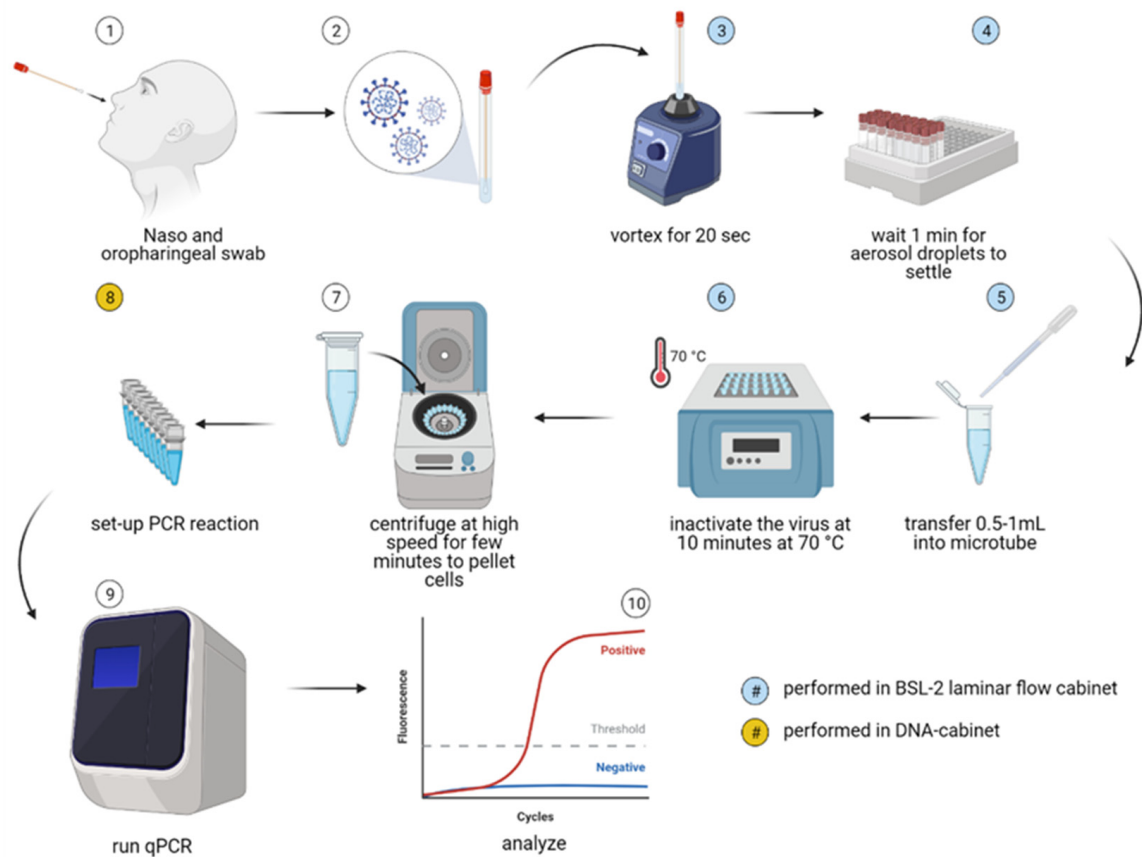 1
2
3
4
Naso and
oropharingeal swab
vortex for 20 sec
wait 1 min for
aerosol droplets to
settle
8
7
6
5
70 °C
set-up PCR reaction
centrifuge at high
speed for few
minutes to pellet
cells
inactivate the virus at
10 minutes at 70 °C
transfer 0.5-1mL
into microtube
9
10
Fluorescence
Positive
Threshold
Negative
Cycles
run qPCR
analyze
# performed in BSL-2 laminar flow cabinet
# performed in DNA-cabinet